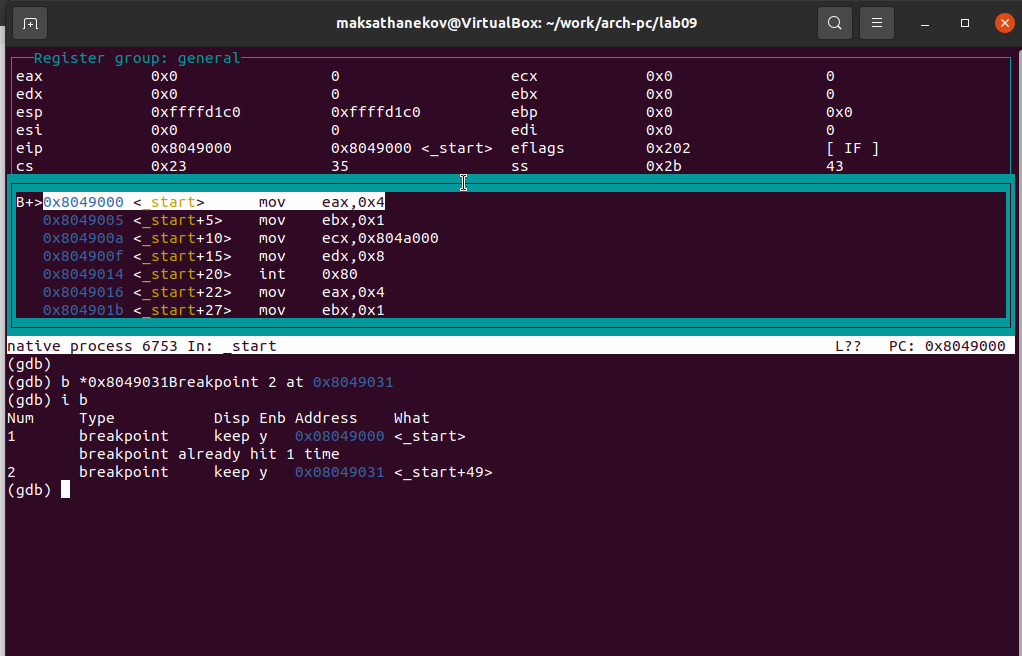 maksathanekov@VirtualBox: ~/work/arch-pc/lab09
Register group: general
eax 0x0 0 ecx 0x0 0
edx 0x0 0 ebx 0x0 0
esp 0xffffd1c0 0xffffd1c0 ebp 0x0 0x0
esi 0x0 0 edi 0x0 0
eip 0x8049000 0x8049000 <_start> eflags 0x202 [ IF ]
cs 0x23 35 ss 0x2b 43
B+>0x8049000 <_start> mov eax,0x4
0x8049005 <_start+5> mov ebx,0x1
0x804900a <_start+10> mov ecx,0x804a000
0x804900f <_start+15> mov edx,0x8
0x8049014 <_start+20> int 0x80
0x8049016 <_start+22> mov eax,0x4
0x804901b <_start+27> mov ebx,0x1
native process 6753 In: _start L?? PC: 0x8049000
(gdb)
(gdb) b *0x8049031Breakpoint 2 at 0x8049031
(gdb) i b
Num Type Disp Enb Address What
1 breakpoint keep y 0x08049000 <_start>
breakpoint already hit 1 time
2 breakpoint keep y 0x08049031 <_start+49>
(gdb)